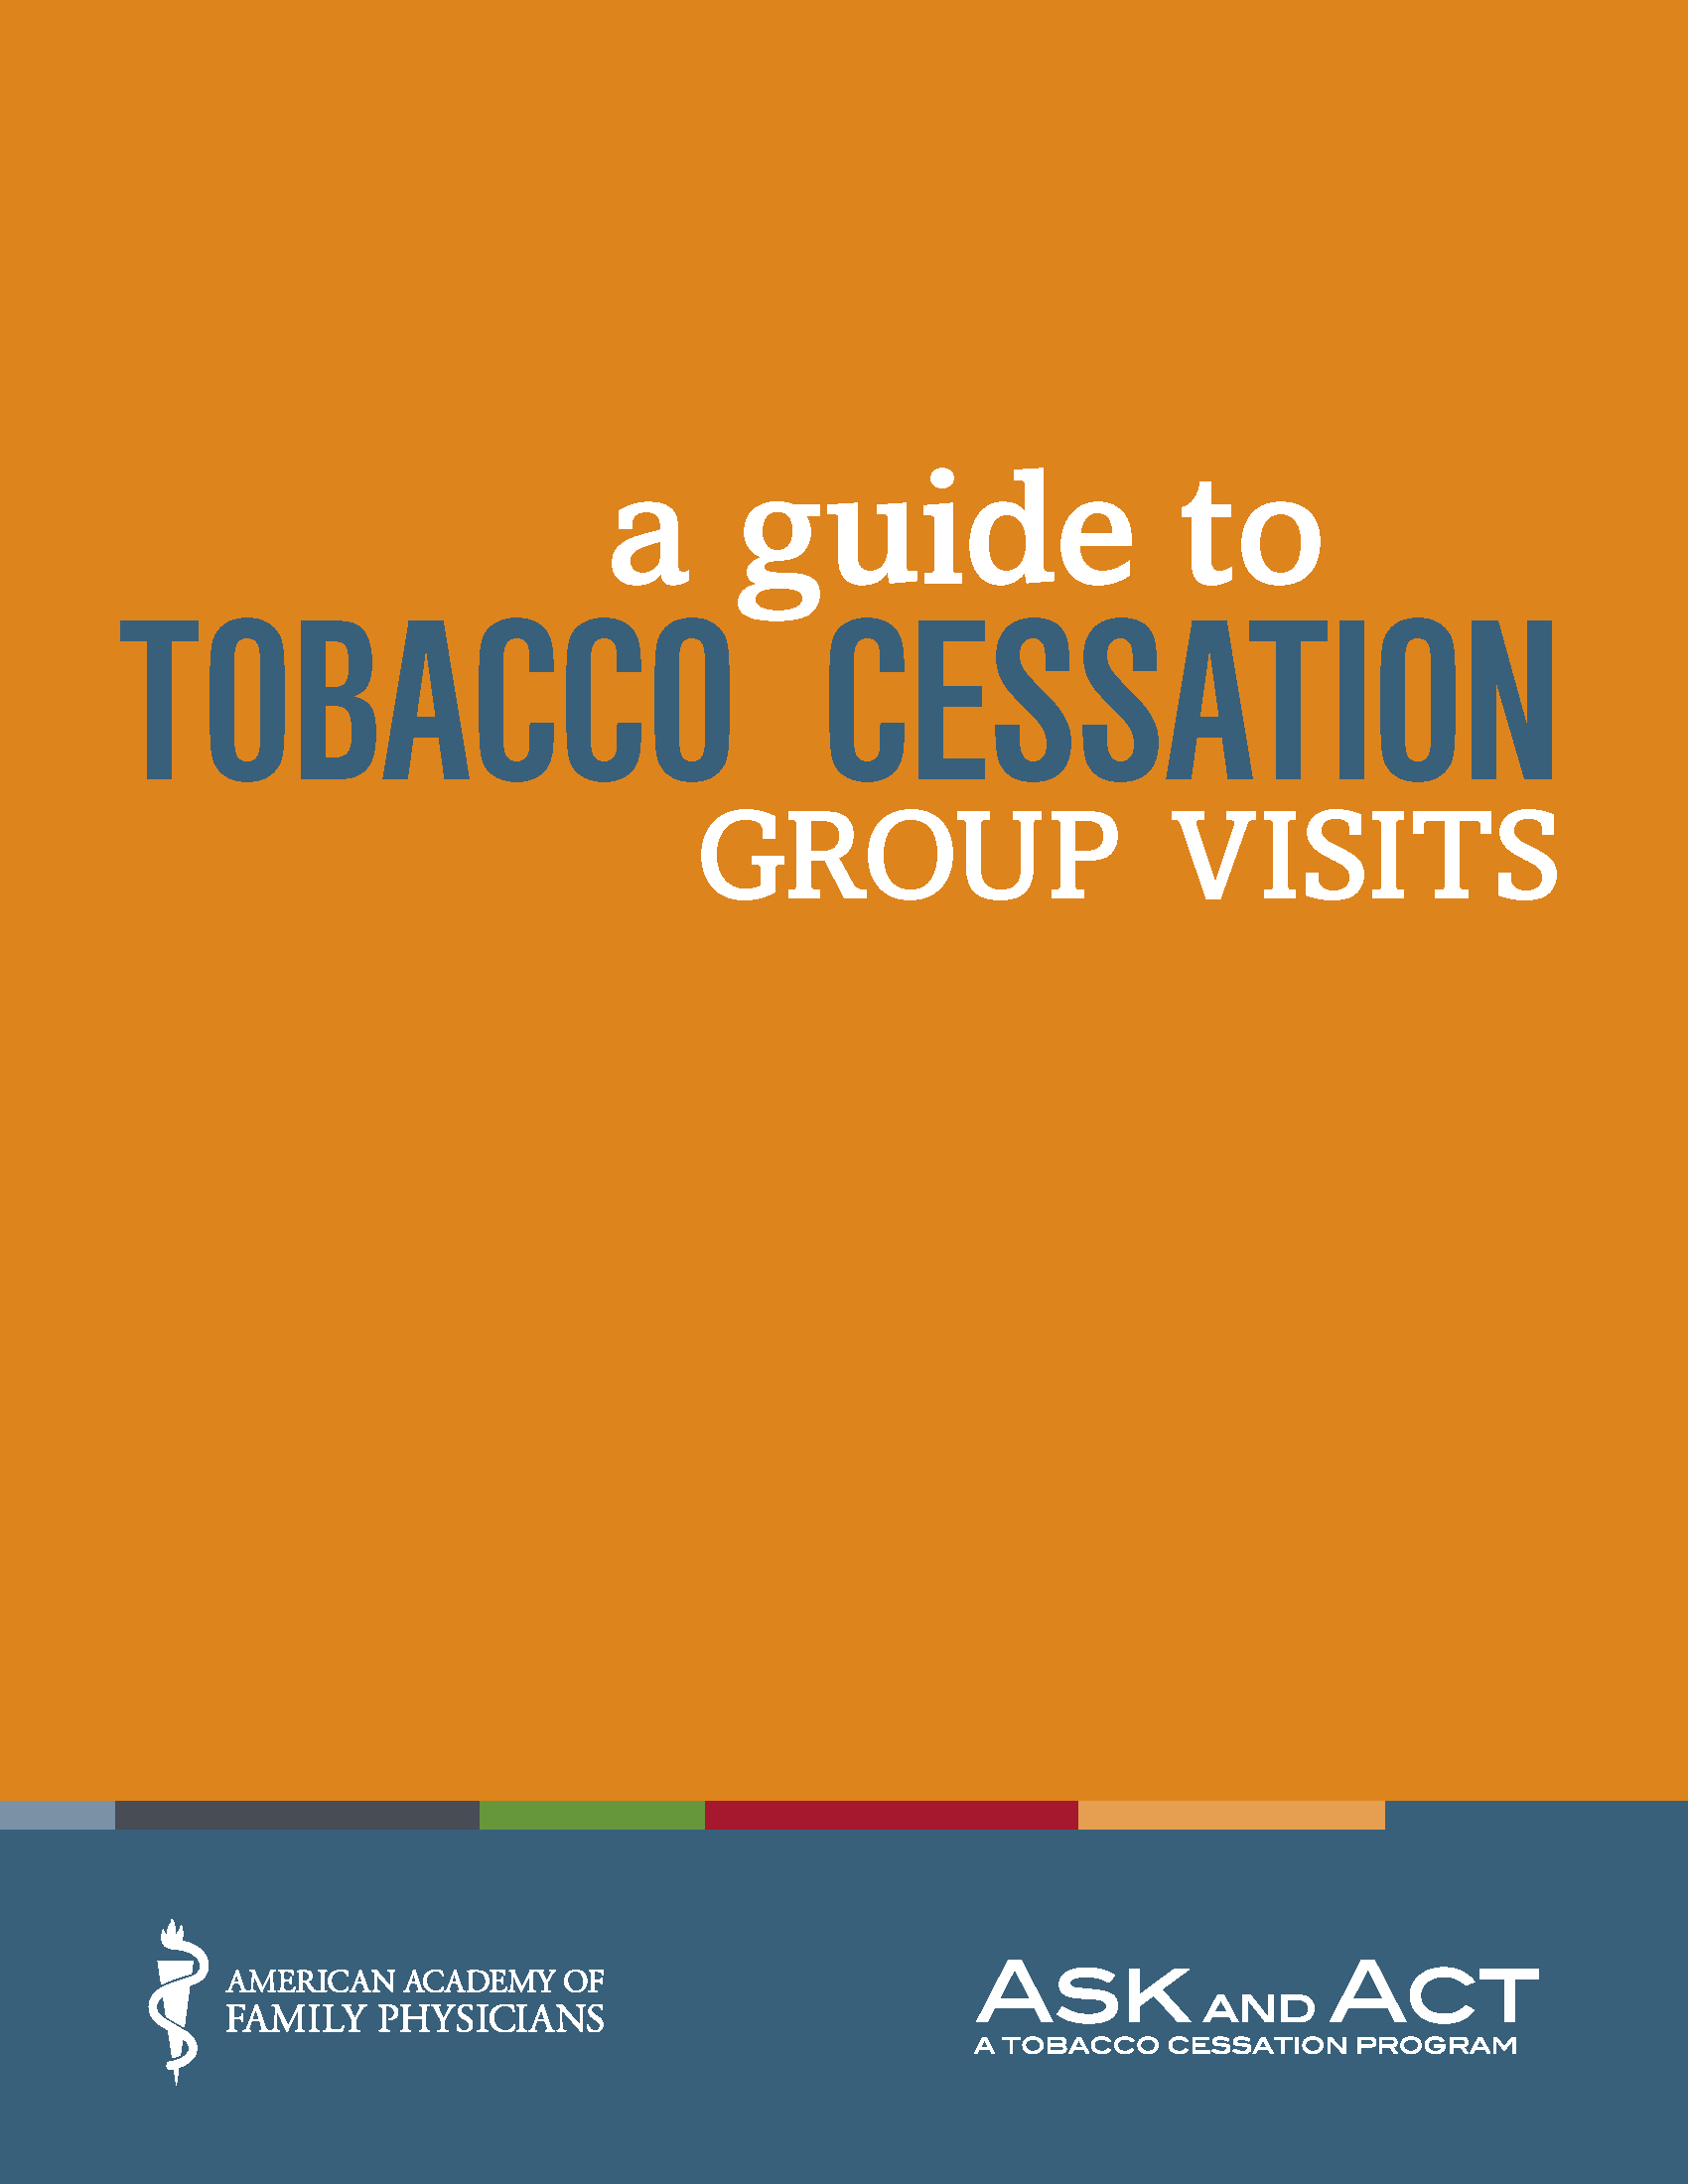 a guide to
TOBACCO CESSATION
GROUP VISITS
AMERICAN ACADEMY OF
FAMILY PHYSICIANS
ASK AND ACT
A TOBACCO CESSATION PROGRAM